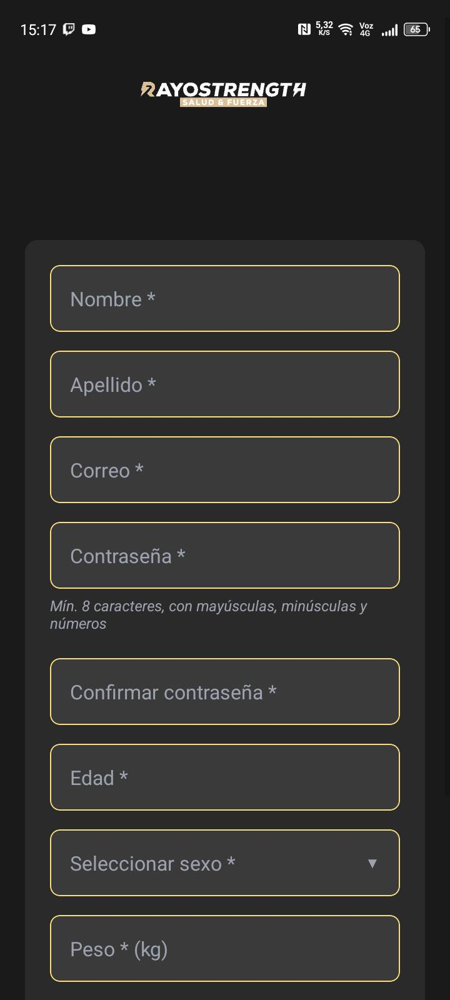 15:17
5,32 K/S
Voz 4G
65
RAYOSTRENGTH
SALUD & FUERZA
Nombre *
Apellido *
Correo *
Contraseña *
Mín. 8 caracteres, con mayúsculas, minúsculas y
números
Confirmar contraseña *
Edad *
Seleccionar sexo *
Peso * (kg)